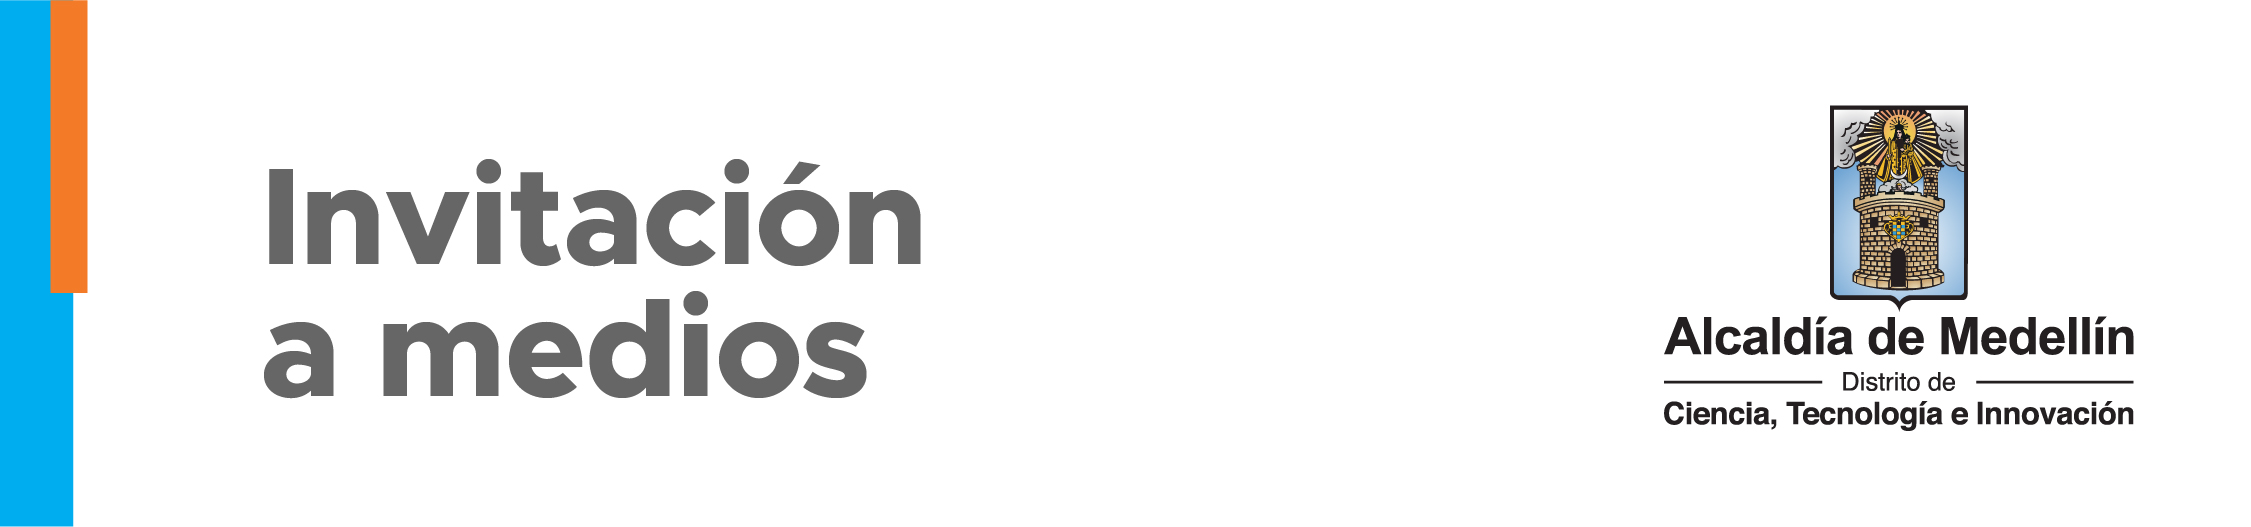 Invitación
a medios
Alcaldía de Medellín
Distrito de
Ciencia, Tecnología e Innovación